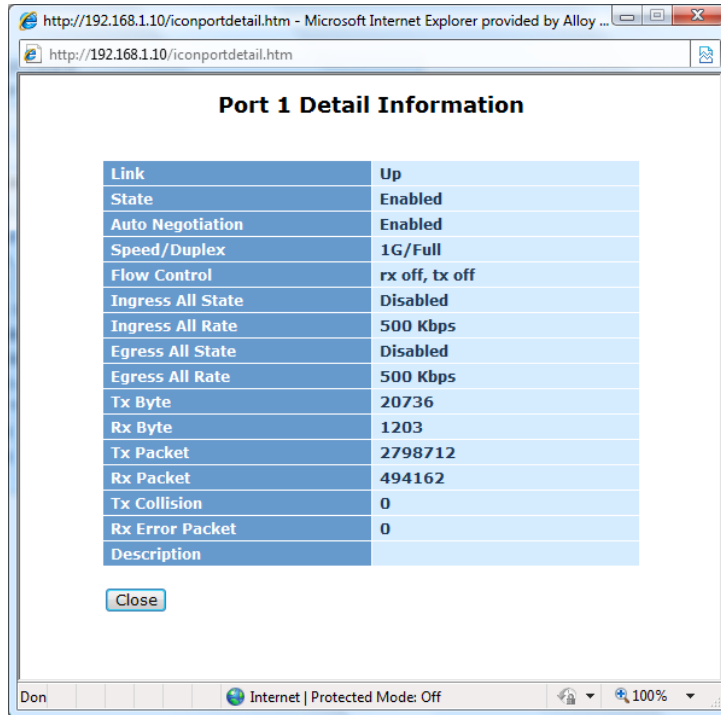 http://192.168.1.10/iconportdetail.htm - Microsoft Internet Explorer provided by Alloy ...
http://192.168.1.10/iconportdetail.htm
Port 1 Detail Information
Link Up
State Enabled
Auto Negotiation Enabled
Speed/Duplex 1G/Full
Flow Control rx off, tx off
Ingress All State Disabled
Ingress All Rate 500 Kbps
Egress All State Disabled
Egress All Rate 500 Kbps
Tx Byte 20736
Rx Byte 1203
Tx Packet 2798712
Rx Packet 494162
Tx Collision 0
Rx Error Packet 0
Description
Close
Don Internet | Protected Mode: Off 100%